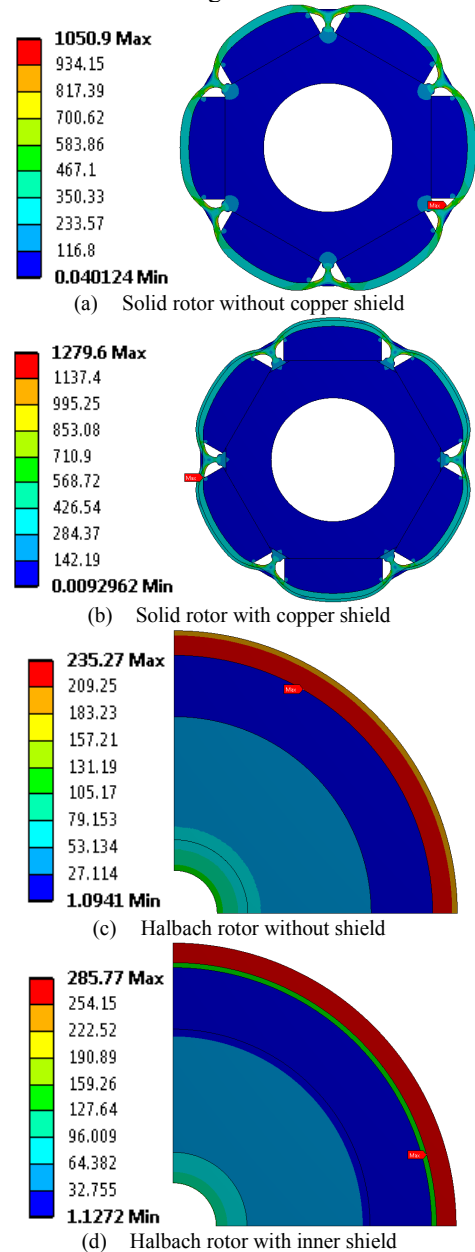 1050.9 Max
934.15
817.39
700.62
583.86
467.1
350.33
233.57
116.8
0.040124 Min
Max
(a) Solid rotor without copper shield
1279.6 Max
1137.4
995.25
853.08
710.9
568.72
426.54
284.37
142.19
0.0092962 Min
Max
(b) Solid rotor with copper shield
235.27 Max
209.25
183.23
157.21
131.19
105.17
79.153
53.134
27.114
1.0941 Min
Max
(c) Halbach rotor without shield
285.77 Max
254.15
222.52
190.89
159.26
127.64
96.009
64.382
32.755
1.1272 Min
Max
(d) Halbach rotor with inner shield